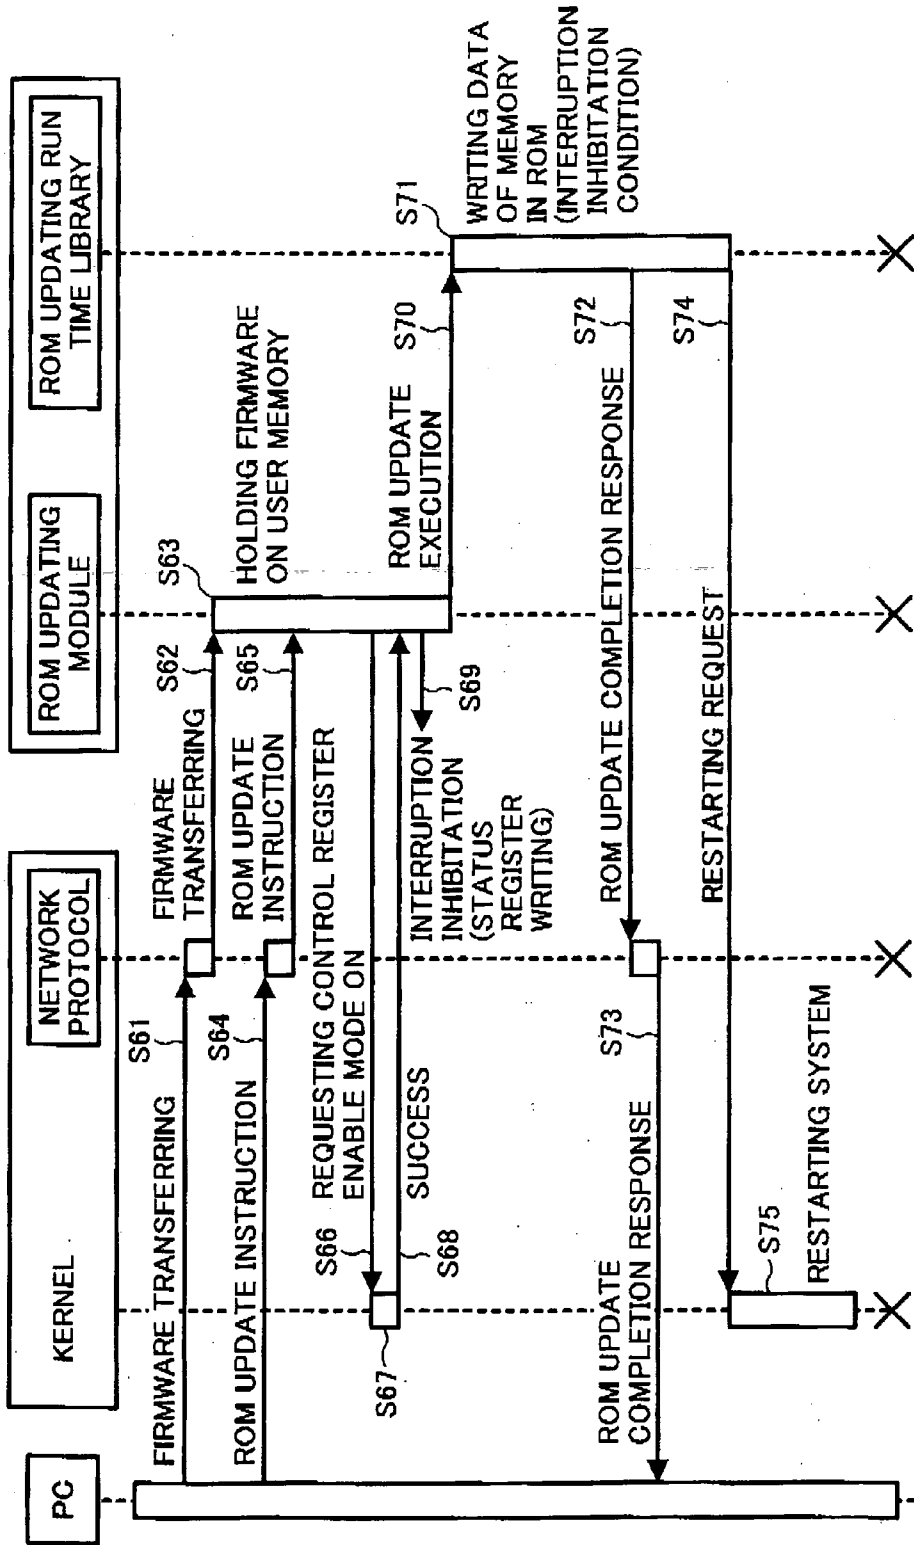 PC
KERNEL
NETWORK
PROTOCOL
ROM UPDATING
MODULE
ROM UPDATING RUN
TIME LIBRARY
FIRMWARE TRANSFERRING
S61
FIRMWARE
TRANSFERRING
S62
S63
HOLDING FIRMWARE
ON USER MEMORY
ROM UPDATE INSTRUCTION
S64
ROM UPDATE
INSTRUCTION
S65
S66
REQUESTING CONTROL REGISTER
ENABLE MODE ON
S67
S68
SUCCESS
S69
INTERRUPTION
INHIBITATION
(STATUS
REGISTER
WRITING)
ROM UPDATE
EXECUTION
S70
S71
WRITING DATA
OF MEMORY
IN ROM
(INTERRUPTION
INHIBITATION
CONDITION)
ROM UPDATE COMPLETION RESPONSE
S72
ROM UPDATE
COMPLETION RESPONSE
S73
RESTARTING REQUEST
S74
S75
RESTARTING SYSTEM